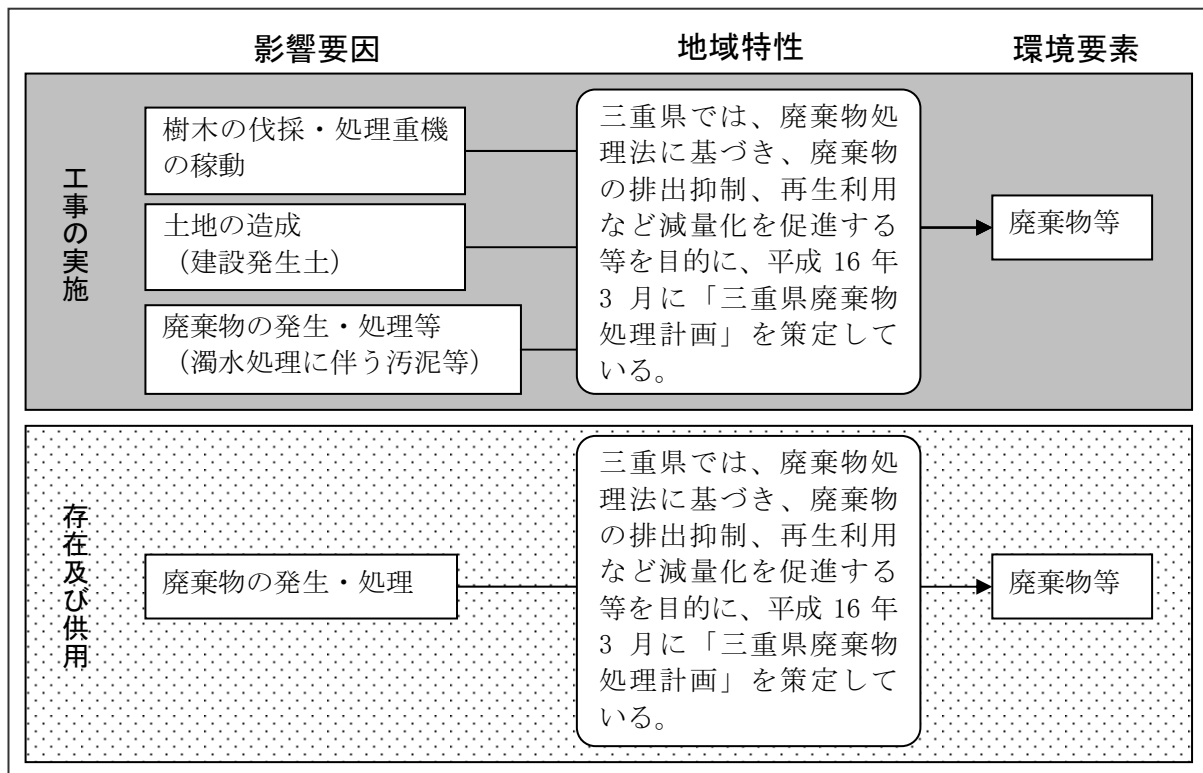 影響要因 地域特性 環境要素
工事の実施
樹木の伐採・処理重機
の稼動
土地の造成
（建設発生土）
廃棄物の発生・処理等
（濁水処理に伴う汚泥等）
三重県では、廃棄物処
理法に基づき、廃棄物
の排出抑制、再生利用
など減量化を促進する
等を目的に、平成 16 年
3 月に「三重県廃棄物
処理計画」を策定して
いる。
廃棄物等
存在及び供用
廃棄物の発生・処理
三重県では、廃棄物処
理法に基づき、廃棄物
の排出抑制、再生利用
など減量化を促進する
等を目的に、平成 16 年
3 月に「三重県廃棄物
処理計画」を策定して
いる。
廃棄物等